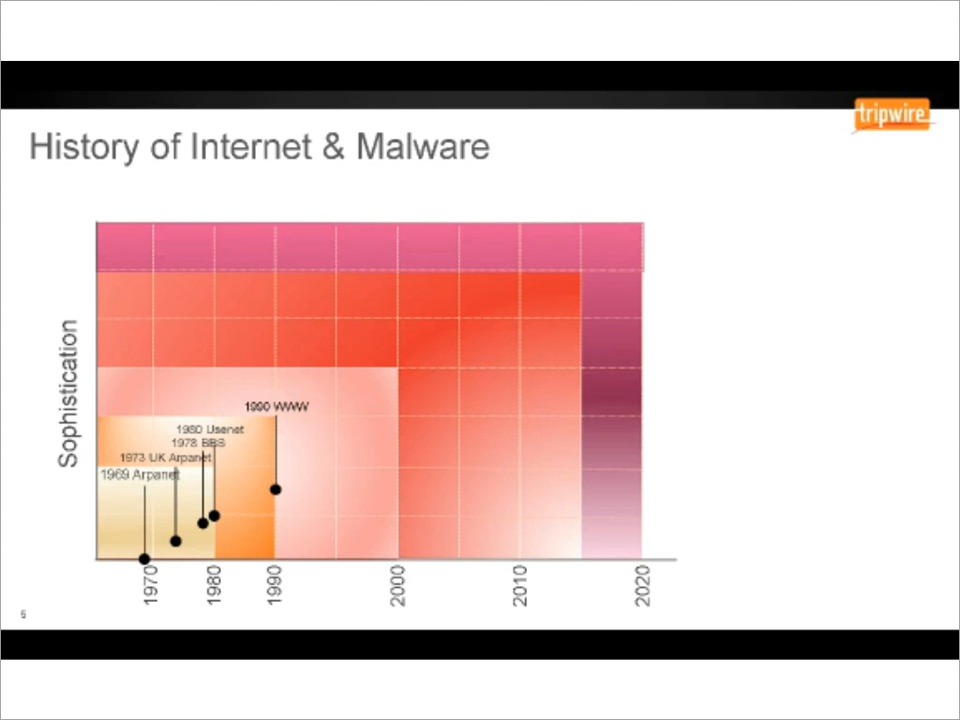 tripwire
History of Internet & Malware
Sophistication
1990 WWW
1980 Usenet
1978 BBS
1973 UK Arpanet
1969 Arpanet
1970
1980
1990
2000
2010
2020